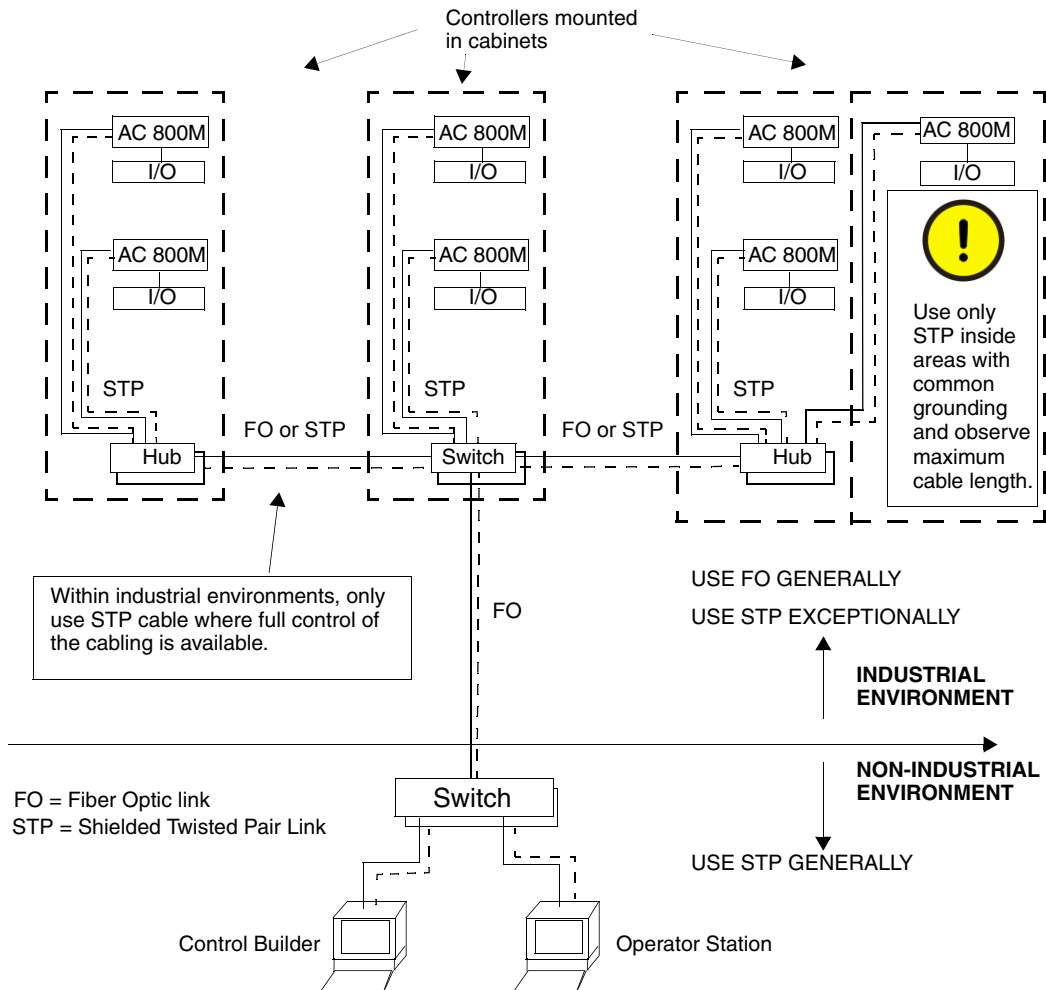 Controllers mounted
in cabinets
AC 800M
I/O
AC 800M
I/O
STP
Hub
AC 800M
I/O
AC 800M
I/O
STP
Switch
AC 800M
I/O
AC 800M
I/O
STP
Hub
AC 800M
I/O
!
Use only
STP inside
areas with
common
grounding
and observe
maximum
cable length.
FO or STP
FO or STP
Within industrial environments, only
use STP cable where full control of
the cabling is available.
FO
USE FO GENERALLY
USE STP EXCEPTIONALLY
INDUSTRIAL
ENVIRONMENT
NON-INDUSTRIAL
ENVIRONMENT
USE STP GENERALLY
FO = Fiber Optic link
STP = Shielded Twisted Pair Link
Switch
Control Builder
Operator Station